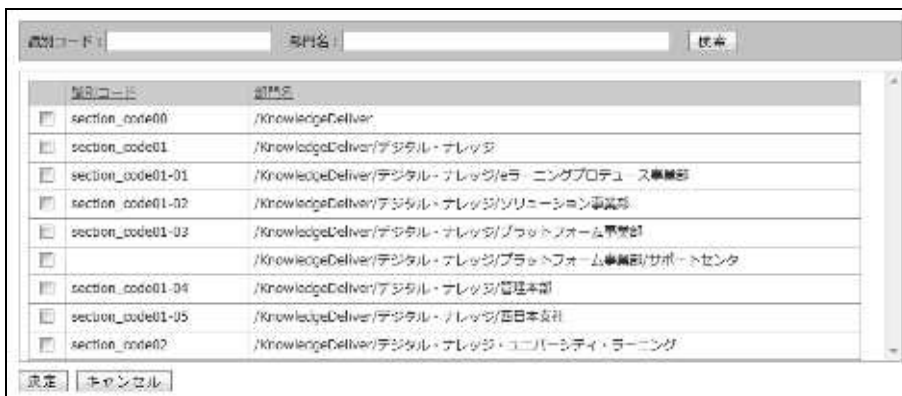 識別コード： 部門名： 検索
識別コード 部門名
section_code00 /KnowledgeDeliver
section_code01 /KnowledgeDeliver/デジタル・ナレッジ
section_code01-01 /KnowledgeDeliver/デジタル・ナレッジ/eラーニングプロデュース事業部
section_code01-02 /KnowledgeDeliver/デジタル・ナレッジ/ソリューション事業部
section_code01-03 /KnowledgeDeliver/デジタル・ナレッジ/プラットフォーム事業部
/KnowledgeDeliver/デジタル・ナレッジ/プラットフォーム事業部/サポートセンタ
section_code01-04 /KnowledgeDeliver/デジタル・ナレッジ/管理本部
section_code01-05 /KnowledgeDeliver/デジタル・ナレッジ/西日本支社
section_code02 /KnowledgeDeliver/デジタル・ナレッジ・ユニバーシティ・ラーニング
決定 キャンセル